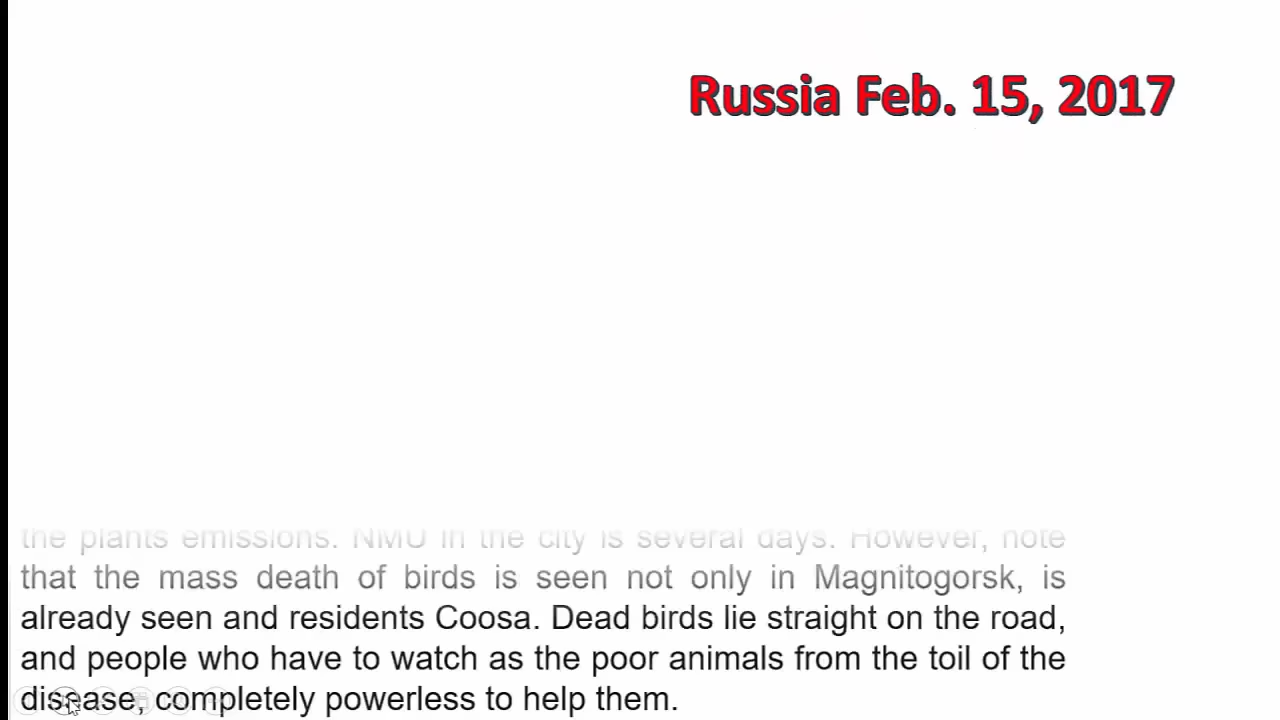 Russia Feb. 15, 2017
the plants emissions. NMU in the city is several days. However, note
that the mass death of birds is seen not only in Magnitogorsk, is
already seen and residents Coosa. Dead birds lie straight on the road,
and people who have to watch as the poor animals from the toil of the
disease, completely powerless to help them.